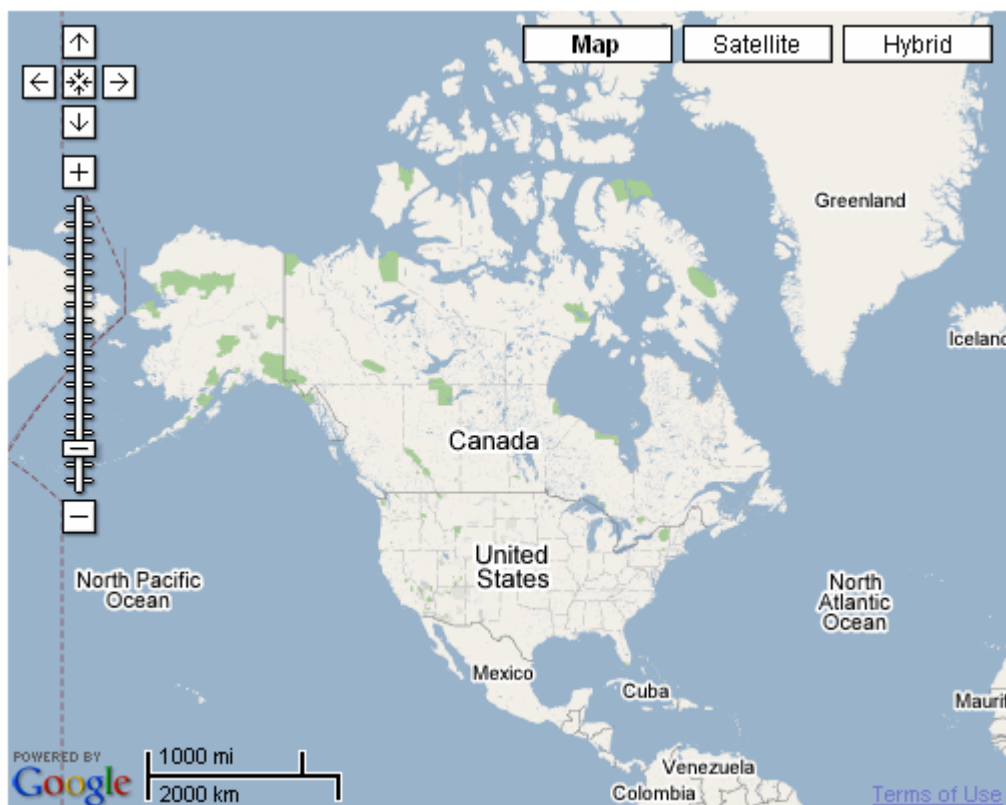 Map
Satellite
Hybrid
Greenland
Iceland
Canada
United
States
North Pacific
Ocean
North
Atlantic
Ocean
Mexico
Cuba
Maurit
Venezuela
Colombia
POWERED BY
Google
1000 mi
2000 km
Terms of Use